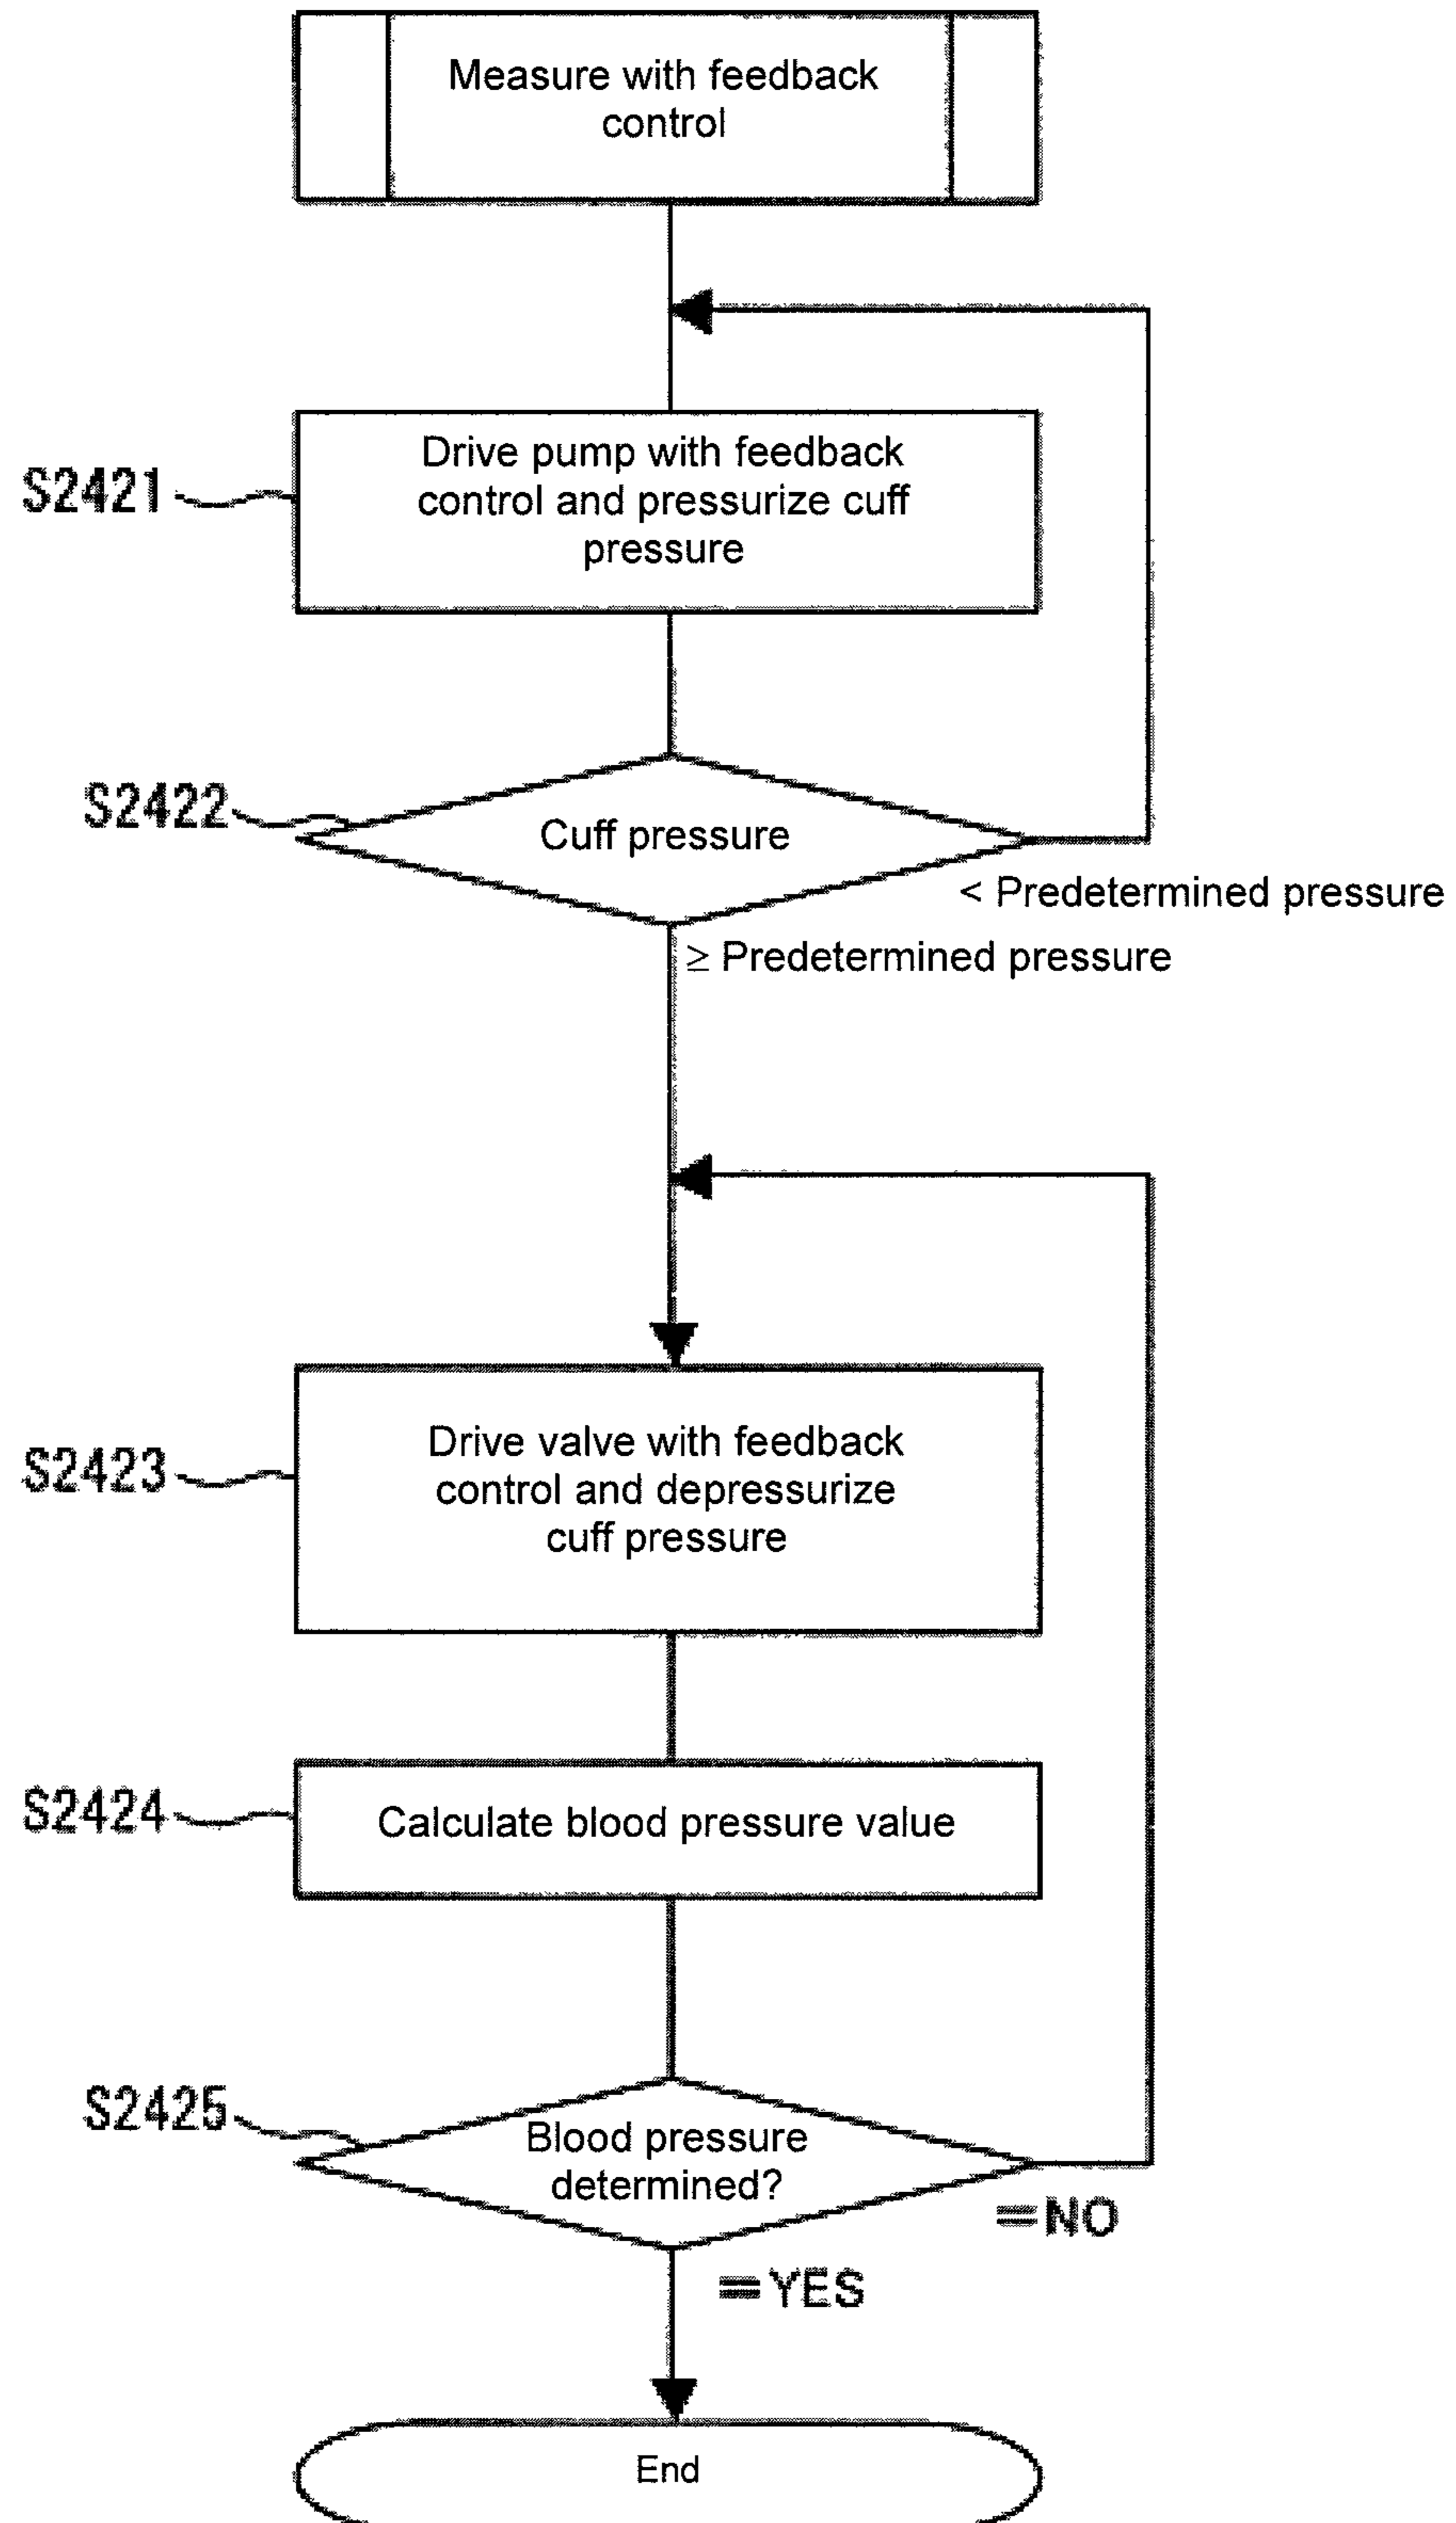 Measure with feedback
control
S2421
Drive pump with feedback
control and pressurize cuff
pressure
S2422
Cuff pressure
< Predetermined pressure
≥ Predetermined pressure
S2423
Drive valve with feedback
control and depressurize
cuff pressure
S2424
Calculate blood pressure value
S2425
Blood pressure
determined?
=NO
=YES
End